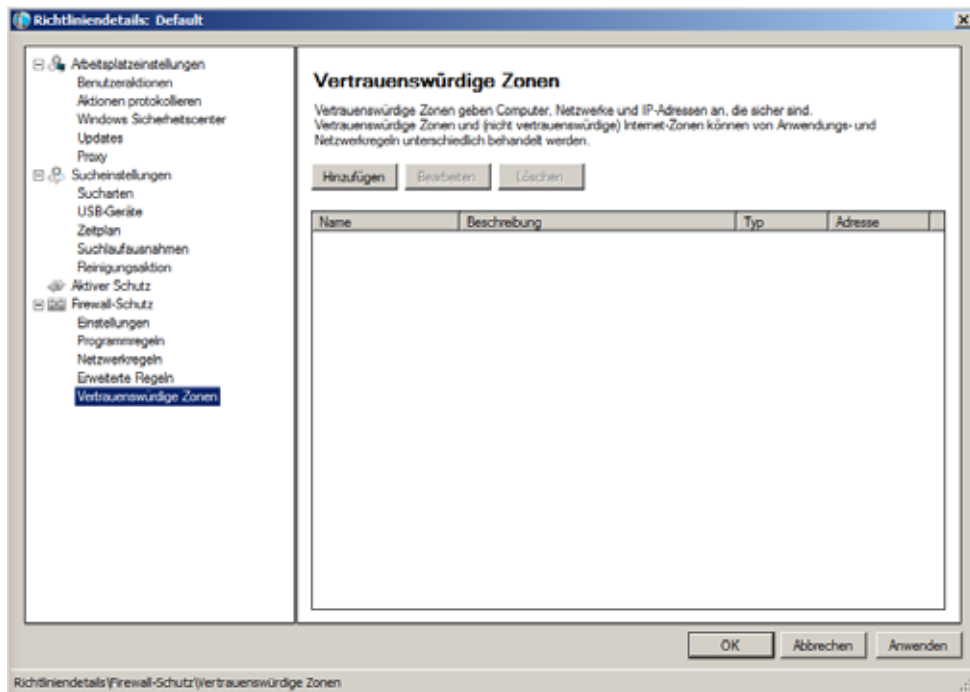 Richtliniendetails: Default
Arbeitsplatzeinstellungen
Benutzeraktionen
Aktionen protokollieren
Windows Sicherheitscenter
Updates
Proxy
Sucheinstellungen
Sucharten
USB-Geräte
Zeitplan
Suchlaufausnahmen
Reinigungsaktion
Aktiver Schutz
Firewall-Schutz
Einstellungen
Programmregeln
Netzwerkregeln
Erweiterte Regeln
Vertrauenswürdige Zonen
Vertrauenswürdige Zonen
Vertrauenswürdige Zonen geben Computer, Netzwerke und IP-Adressen an, die sicher sind.
Vertrauenswürdige Zonen und (nicht vertrauenswürdige) Internet-Zonen können von Anwendungs- und
Netzwerkregeln unterschiedlich behandelt werden.
Hinzufügen Bearbeiten Löschen
Name Beschreibung Typ Adresse
OK Abbrechen Anwenden
Richtliniendetails\Firewall-Schutz\Vertrauenswürdige Zonen